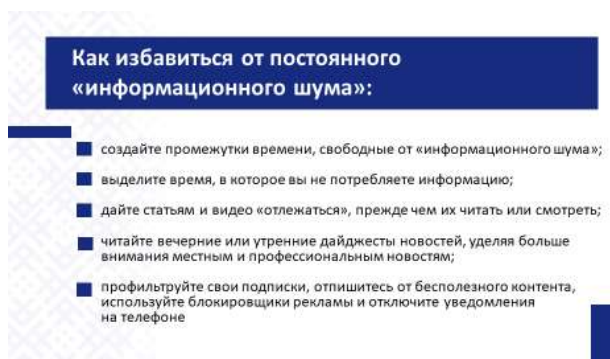 Как избавиться от постоянного
«информационного шума»:
создайте промежутки времени, свободные от «информационного шума»;
выделите время, в которое вы не потребляете информацию;
дайте статьям и видео «отлежаться», прежде чем их читать или смотреть;
читайте вечерние или утренние дайджесты новостей, уделяя больше
внимания местным и профессиональным новостям;
профильтруйте свои подписки, отпишитесь от бесполезного контента,
используйте блокировщики рекламы и отключите уведомления
на телефоне